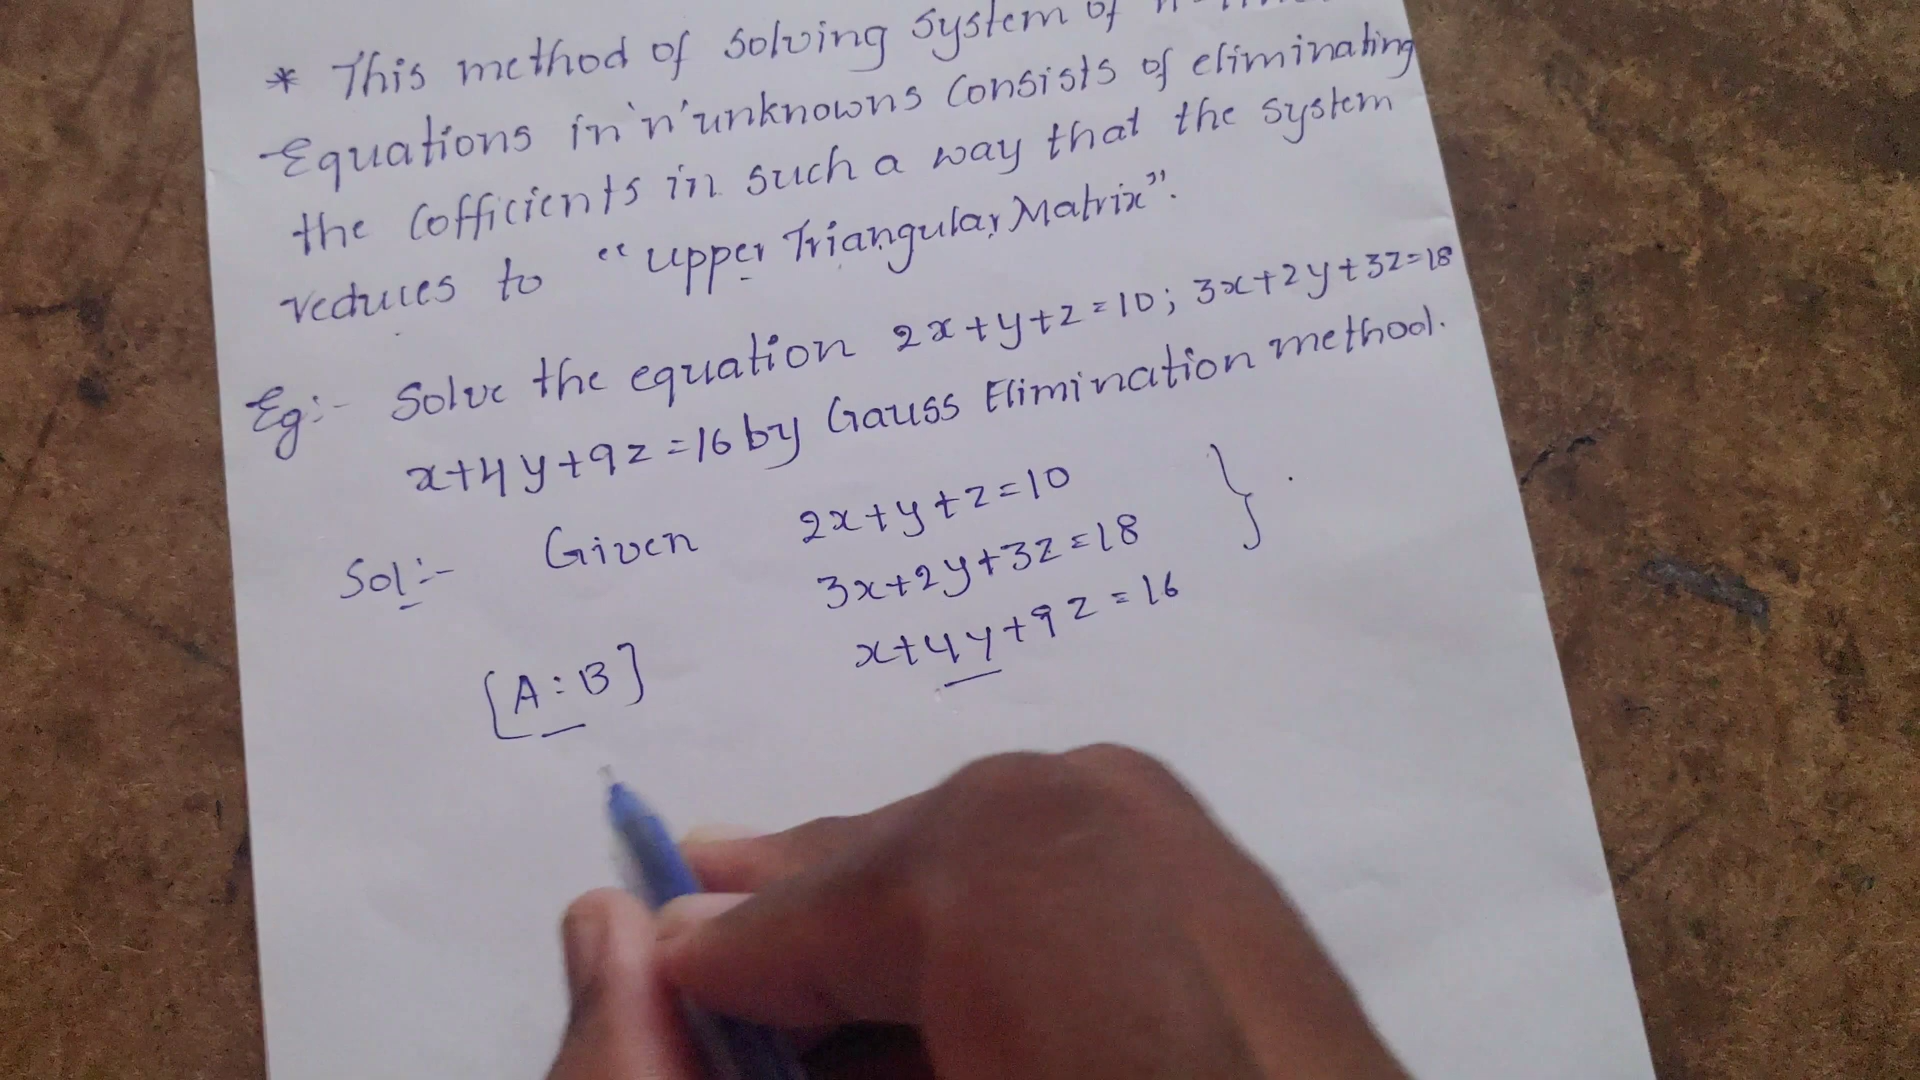 * This method of solving system of
Equations in 'n' unknowns consists of eliminating
the Cofficients in such a way that the system
reduces to "upper Triangular Matrix".
Eg:- Solve the equation 2x+y+z=10; 3x+2y+3z=18
x+4y+9z=16 by Gauss Elimination method.
Sol:- Given 2x+y+z=10
3x+2y+3z=18
x+4y+9z=16
[A:B]